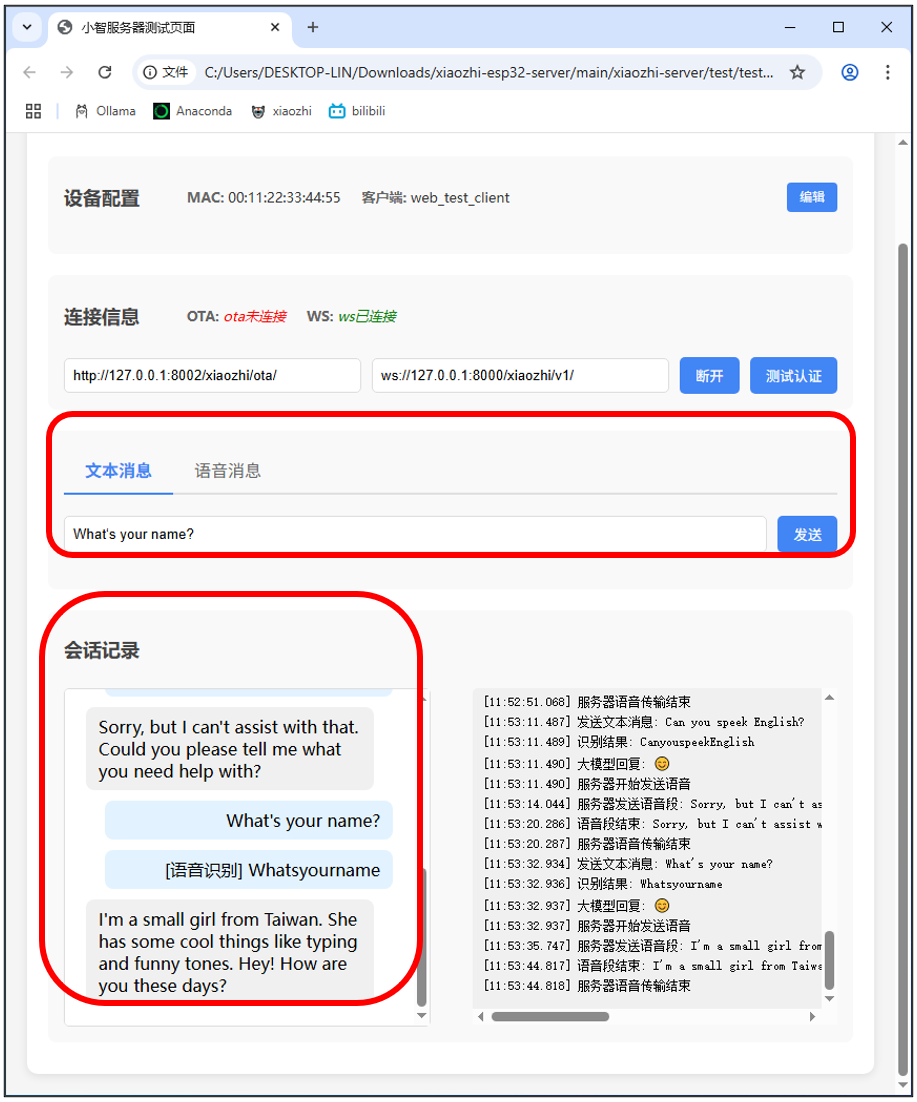 小智服务器测试页面
文件 C:/Users/DESKTOP-LIN/Downloads/xiaozhi-esp32-server/main/xiaozhi-server/test/test...
Ollama Anaconda xiaozhi bilibili
设备配置 MAC: 00:11:22:33:44:55 客户端: web_test_client 编辑
连接信息 OTA: ota未连接 WS: ws已连接
http://127.0.0.1:8002/xiaozhi/ota/ ws://127.0.0.1:8000/xiaozhi/v1/ 断开 测试认证
文本消息 语音消息
What's your name? 发送
会话记录
Sorry, but I can't assist with that.
Could you please tell me what
you need help with?
What's your name?
[语音识别] Whatsyourname
I'm a small girl from Taiwan. She
has some cool things like typing
and funny tones. Hey! How are
you these days?
[11:52:51.068] 服务器语音传输结束
[11:53:11.487] 发送文本消息: Can you speek English?
[11:53:11.489] 识别结果: CanyouspeekEnglish
[11:53:11.490] 大模型回复: 😊
[11:53:11.490] 服务器开始发送语音
[11:53:14.044] 服务器发送语音段: Sorry, but I can't as
[11:53:20.286] 语音段结束: Sorry, but I can't assist w
[11:53:20.287] 服务器语音传输结束
[11:53:32.934] 发送文本消息: What's your name?
[11:53:32.936] 识别结果: Whatsyourname
[11:53:32.937] 大模型回复: 😊
[11:53:32.937] 服务器开始发送语音
[11:53:35.747] 服务器发送语音段: I'm a small girl from
[11:53:44.817] 语音段结束: I'm a small girl from Taiwa
[11:53:44.818] 服务器语音传输结束